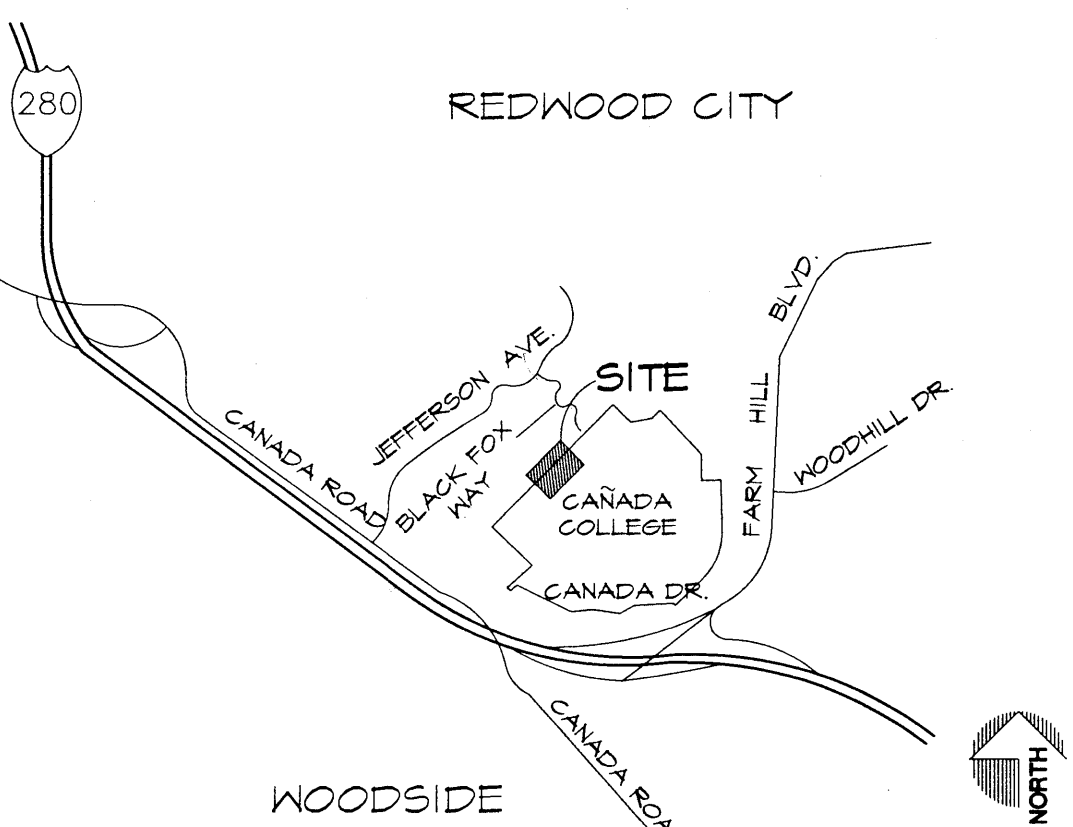 280
REDWOOD CITY
BLVD.
JEFFERSON AVE.
SITE
HILL
WOODHILL DR.
CANADA ROAD
BLACK FOX
WAY
FARM
CAÑADA
COLLEGE
CANADA DR.
CANADA ROA
WOODSIDE
NORTH